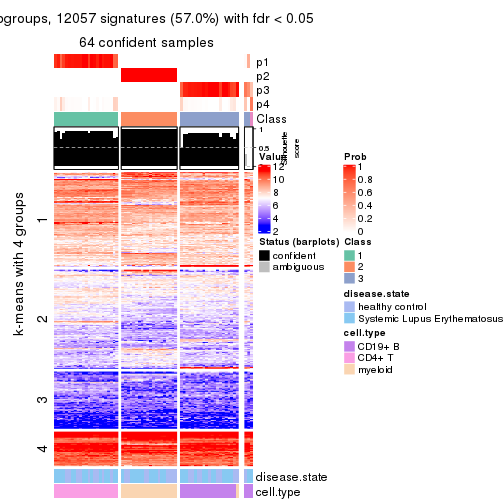 ogroups, 12057 signatures (57.0%) with fdr < 0.05
64 confident samples
p1
p2
p3
p4
Class
1
0.5
0
Silhouette
score
k-means with 4 groups
1
2
3
4
Value
12
10
8
6
4
2
Prob
1
0.8
0.6
0.4
0.2
0
Status (barplots)
confident
ambiguous
Class
1
2
3
disease.state
healthy control
Systemic Lupus Erythematosus
cell.type
CD19+ B
CD4+ T
myeloid
disease.state
cell.type